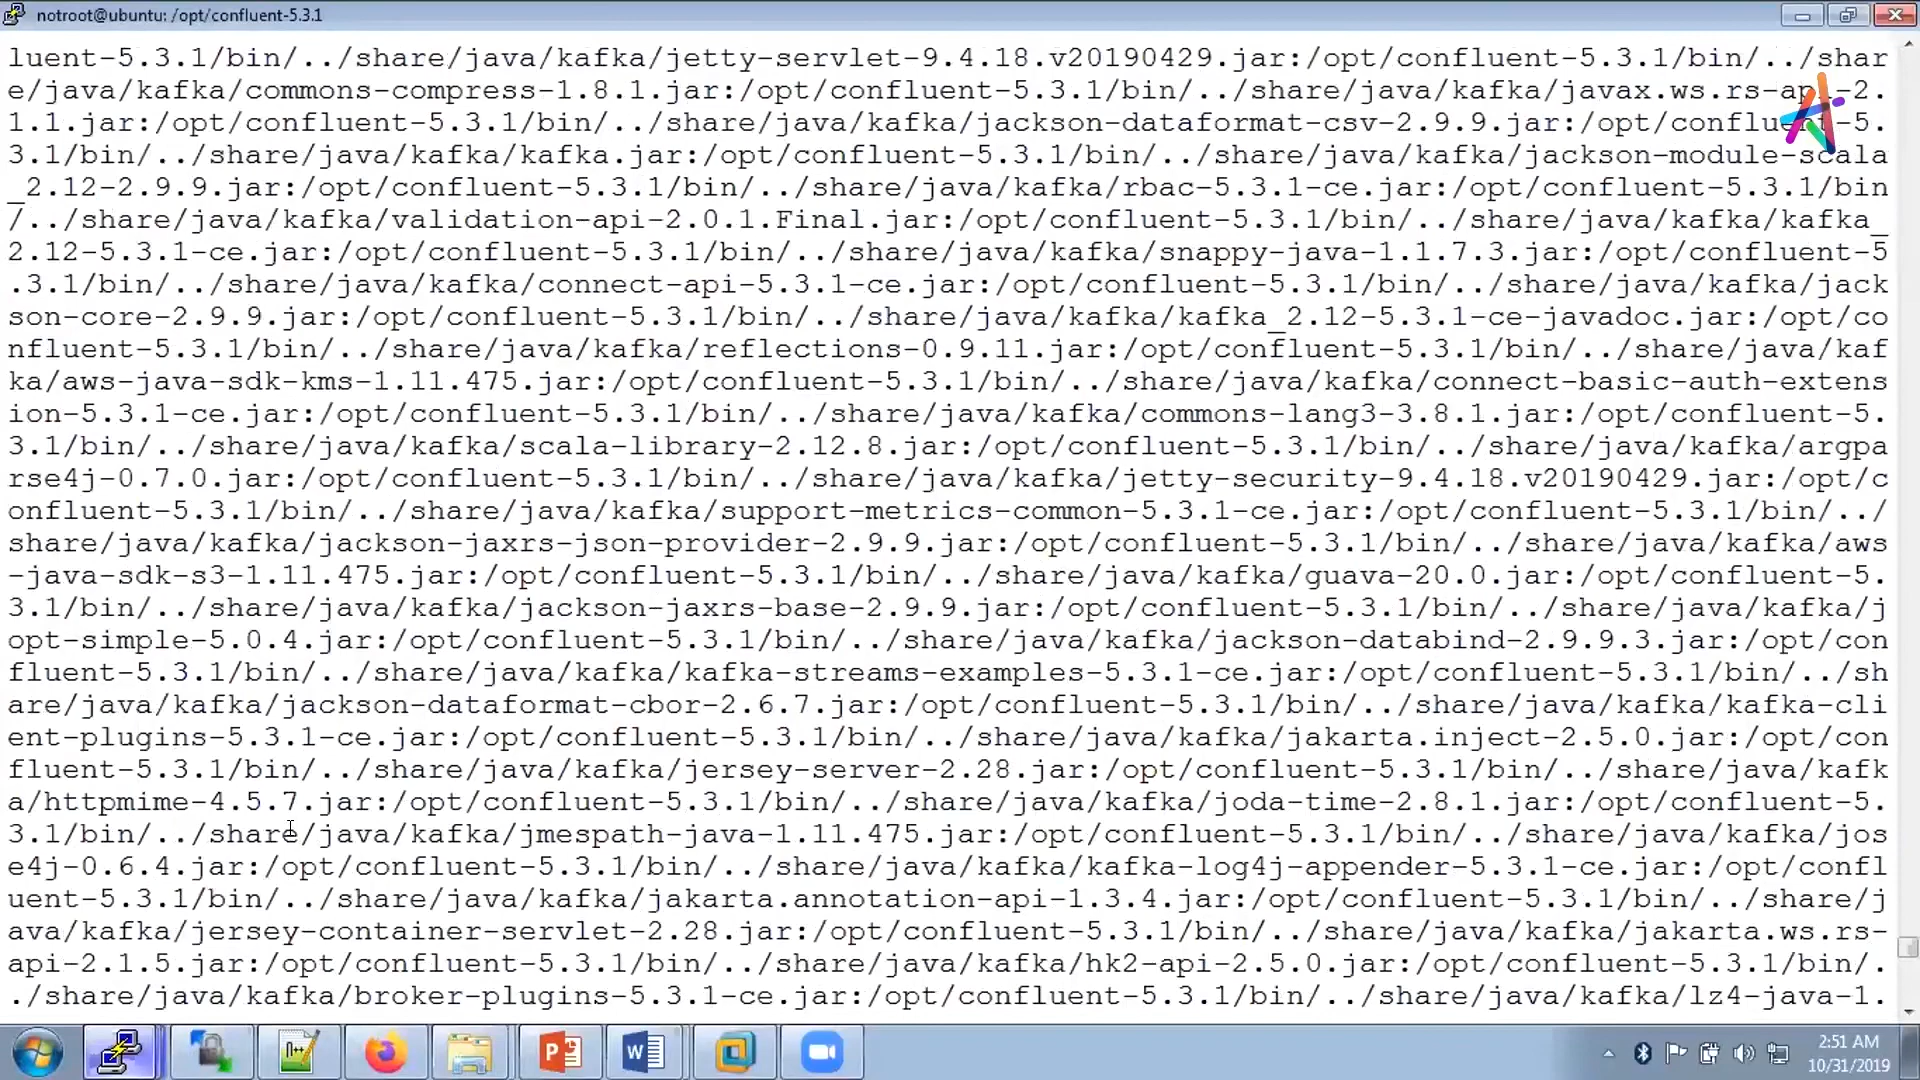 notroot@ubuntu: /opt/confluent-5.3.1
luent-5.3.1/bin/../share/java/kafka/jetty-servlet-9.4.18.v20190429.jar:/opt/confluent-5.3.1/bin/../shar
e/java/kafka/commons-compress-1.8.1.jar:/opt/confluent-5.3.1/bin/../share/java/kafka/javax.ws.rs-api-2.
1.1.jar:/opt/confluent-5.3.1/bin/../share/java/kafka/jackson-dataformat-csv-2.9.9.jar:/opt/confluent-5.
3.1/bin/../share/java/kafka/kafka.jar:/opt/confluent-5.3.1/bin/../share/java/kafka/jackson-module-scala
_2.12-2.9.9.jar:/opt/confluent-5.3.1/bin/../share/java/kafka/rbac-5.3.1-ce.jar:/opt/confluent-5.3.1/bin
/../share/java/kafka/validation-api-2.0.1.Final.jar:/opt/confluent-5.3.1/bin/../share/java/kafka/kafka_
2.12-5.3.1-ce.jar:/opt/confluent-5.3.1/bin/../share/java/kafka/snappy-java-1.1.7.3.jar:/opt/confluent-5
.3.1/bin/../share/java/kafka/connect-api-5.3.1-ce.jar:/opt/confluent-5.3.1/bin/../share/java/kafka/jack
son-core-2.9.9.jar:/opt/confluent-5.3.1/bin/../share/java/kafka/kafka_2.12-5.3.1-ce-javadoc.jar:/opt/co
nfluent-5.3.1/bin/../share/java/kafka/reflections-0.9.11.jar:/opt/confluent-5.3.1/bin/../share/java/kaf
ka/aws-java-sdk-kms-1.11.475.jar:/opt/confluent-5.3.1/bin/../share/java/kafka/connect-basic-auth-extens
ion-5.3.1-ce.jar:/opt/confluent-5.3.1/bin/../share/java/kafka/commons-lang3-3.8.1.jar:/opt/confluent-5.
3.1/bin/../share/java/kafka/scala-library-2.12.8.jar:/opt/confluent-5.3.1/bin/../share/java/kafka/argpa
rse4j-0.7.0.jar:/opt/confluent-5.3.1/bin/../share/java/kafka/jetty-security-9.4.18.v20190429.jar:/opt/c
onfluent-5.3.1/bin/../share/java/kafka/support-metrics-common-5.3.1-ce.jar:/opt/confluent-5.3.1/bin/../
share/java/kafka/jackson-jaxrs-json-provider-2.9.9.jar:/opt/confluent-5.3.1/bin/../share/java/kafka/aws
-java-sdk-s3-1.11.475.jar:/opt/confluent-5.3.1/bin/../share/java/kafka/guava-20.0.jar:/opt/confluent-5.
3.1/bin/../share/java/kafka/jackson-jaxrs-base-2.9.9.jar:/opt/confluent-5.3.1/bin/../share/java/kafka/j
opt-simple-5.0.4.jar:/opt/confluent-5.3.1/bin/../share/java/kafka/jackson-databind-2.9.9.3.jar:/opt/con
fluent-5.3.1/bin/../share/java/kafka/kafka-streams-examples-5.3.1-ce.jar:/opt/confluent-5.3.1/bin/../sh
are/java/kafka/jackson-dataformat-cbor-2.6.7.jar:/opt/confluent-5.3.1/bin/../share/java/kafka/kafka-cli
ent-plugins-5.3.1-ce.jar:/opt/confluent-5.3.1/bin/../share/java/kafka/jakarta.inject-2.5.0.jar:/opt/con
fluent-5.3.1/bin/../share/java/kafka/jersey-server-2.28.jar:/opt/confluent-5.3.1/bin/../share/java/kafk
a/httpmime-4.5.7.jar:/opt/confluent-5.3.1/bin/../share/java/kafka/joda-time-2.8.1.jar:/opt/confluent-5.
3.1/bin/../share/java/kafka/jmespath-java-1.11.475.jar:/opt/confluent-5.3.1/bin/../share/java/kafka/jos
e4j-0.6.4.jar:/opt/confluent-5.3.1/bin/../share/java/kafka/kafka-log4j-appender-5.3.1-ce.jar:/opt/confl
uent-5.3.1/bin/../share/java/kafka/jakarta.annotation-api-1.3.4.jar:/opt/confluent-5.3.1/bin/../share/j
ava/kafka/jersey-container-servlet-2.28.jar:/opt/confluent-5.3.1/bin/../share/java/kafka/jakarta.ws.rs-
api-2.1.5.jar:/opt/confluent-5.3.1/bin/../share/java/kafka/hk2-api-2.5.0.jar:/opt/confluent-5.3.1/bin/.
./share/java/kafka/broker-plugins-5.3.1-ce.jar:/opt/confluent-5.3.1/bin/../share/java/kafka/lz4-java-1.
2:51 AM
10/31/2019